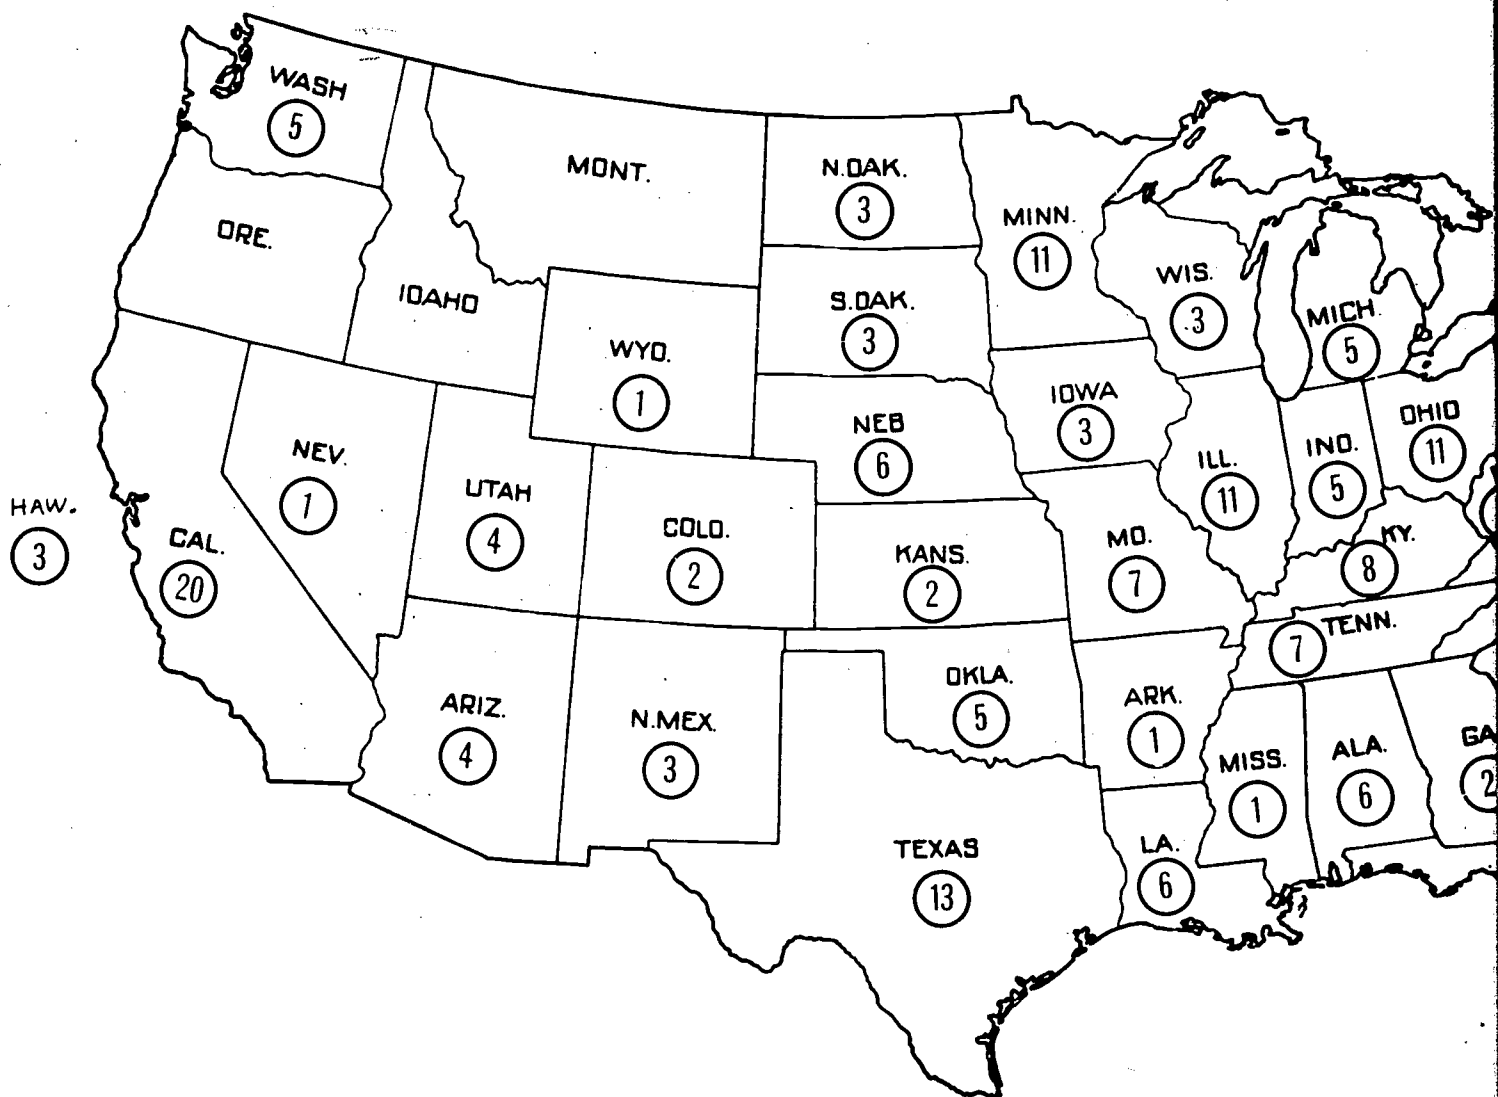 WASH
5
MONT.
N.DAK.
3
MINN.
11
ORE.
IDAHO
S.DAK.
3
WIS.
3
MICH.
5
WYO.
1
IOWA
3
NEB
6
OHIO
11
NEV.
1
UTAH
4
ILL.
11
IND.
5
HAW.
3
CAL.
20
COLO.
2
KANS.
2
MO.
7
KY.
8
TENN.
7
ARIZ.
4
N.MEX.
3
OKLA.
5
ARK.
1
MISS.
1
ALA.
6
GA
2
TEXAS
13
LA.
6